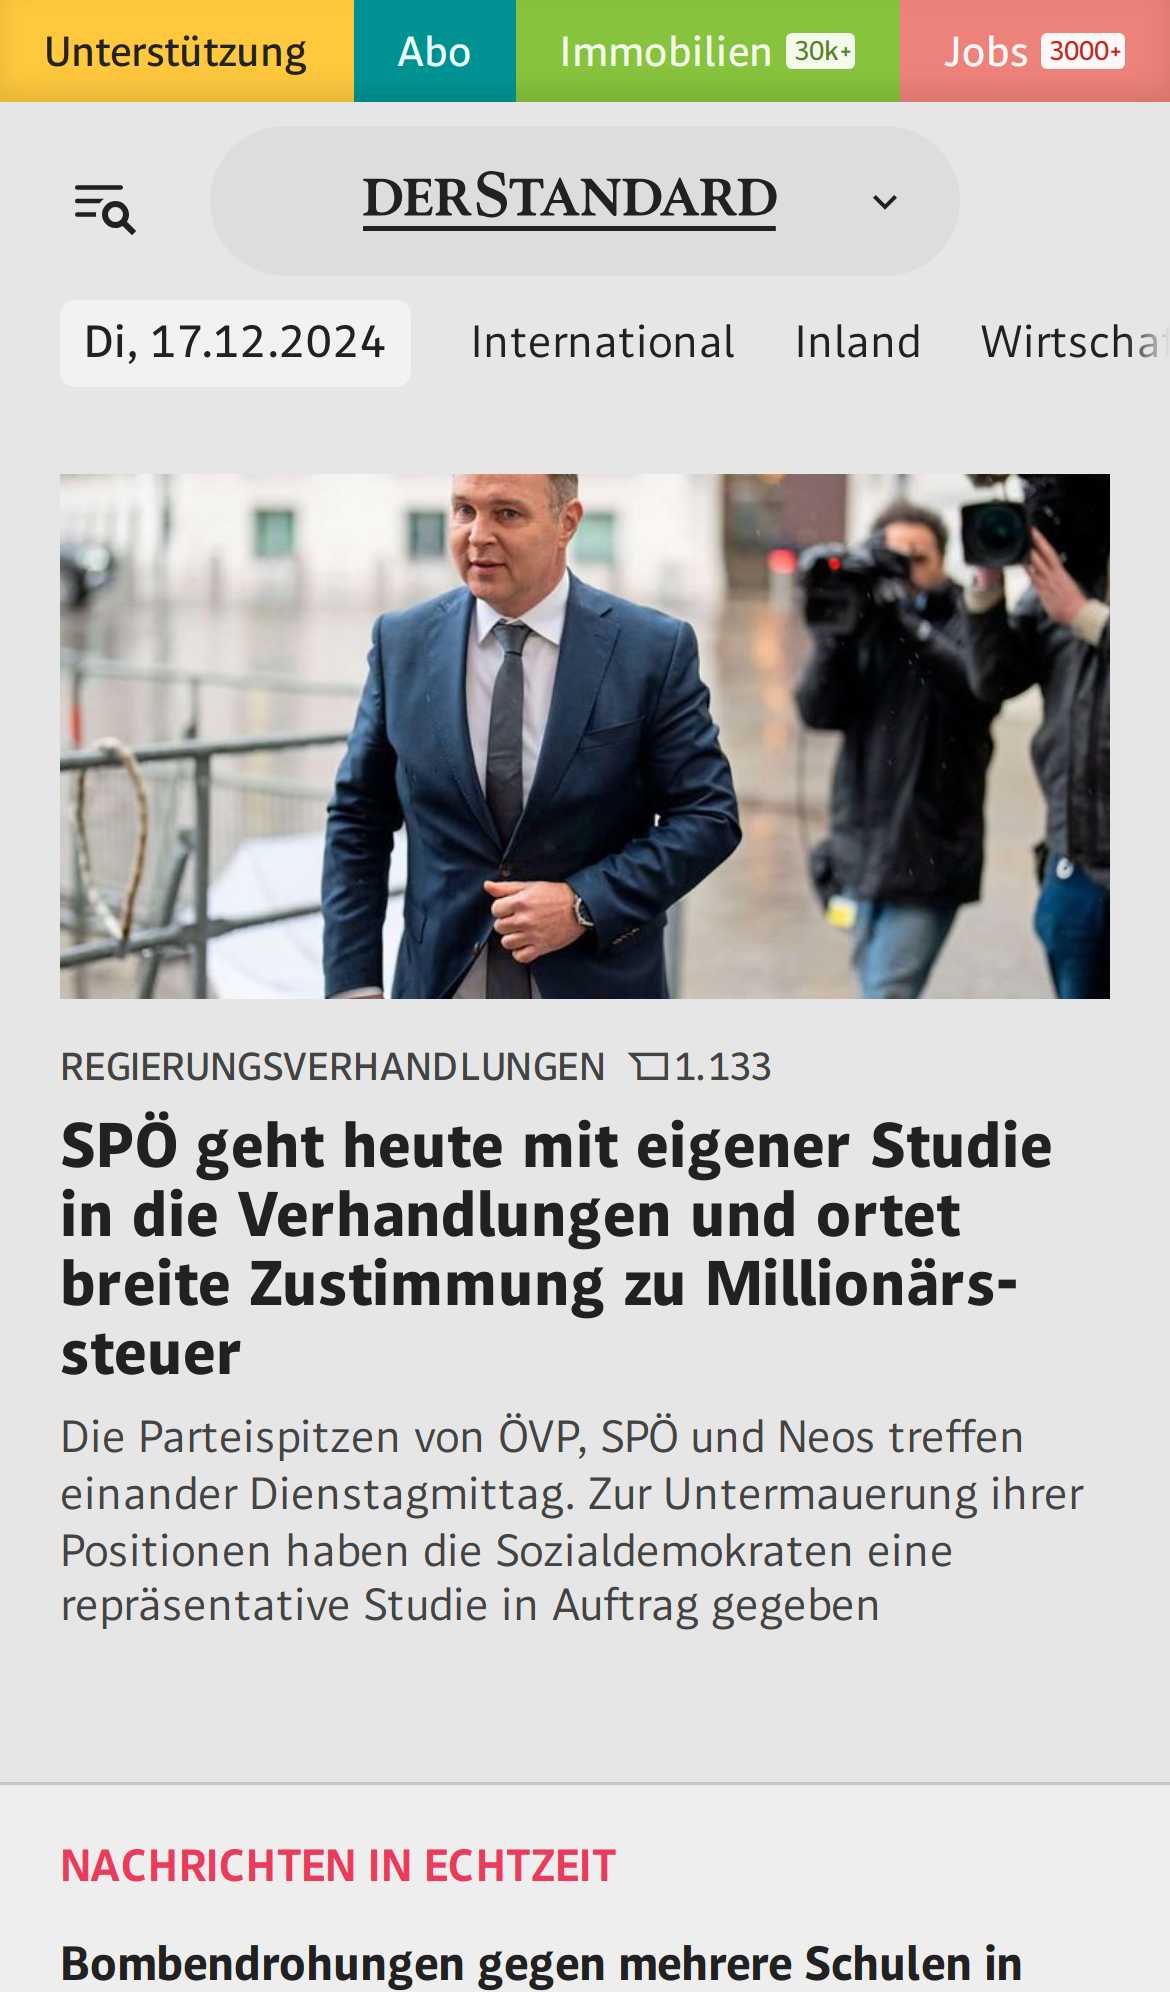 Unterstützung Abo Immobilien 30k+ Jobs 3000+
DERSTANDARD
Di, 17.12.2024 International Inland
REGIERUNGSVERHANDLUNGEN 1.133
SPÖ geht heute mit eigener Studie
in die Verhandlungen und ortet
breite Zustimmung zu Millionärs-
steuer
Die Parteispitzen von ÖVP, SPÖ und Neos treffen
einander Dienstagmittag. Zur Untermauerung ihrer
Positionen haben die Sozialdemokraten eine
repräsentative Studie in Auftrag gegeben
NACHRICHTEN IN ECHTZEIT
Bombendrohungen gegen mehrere Schulen in